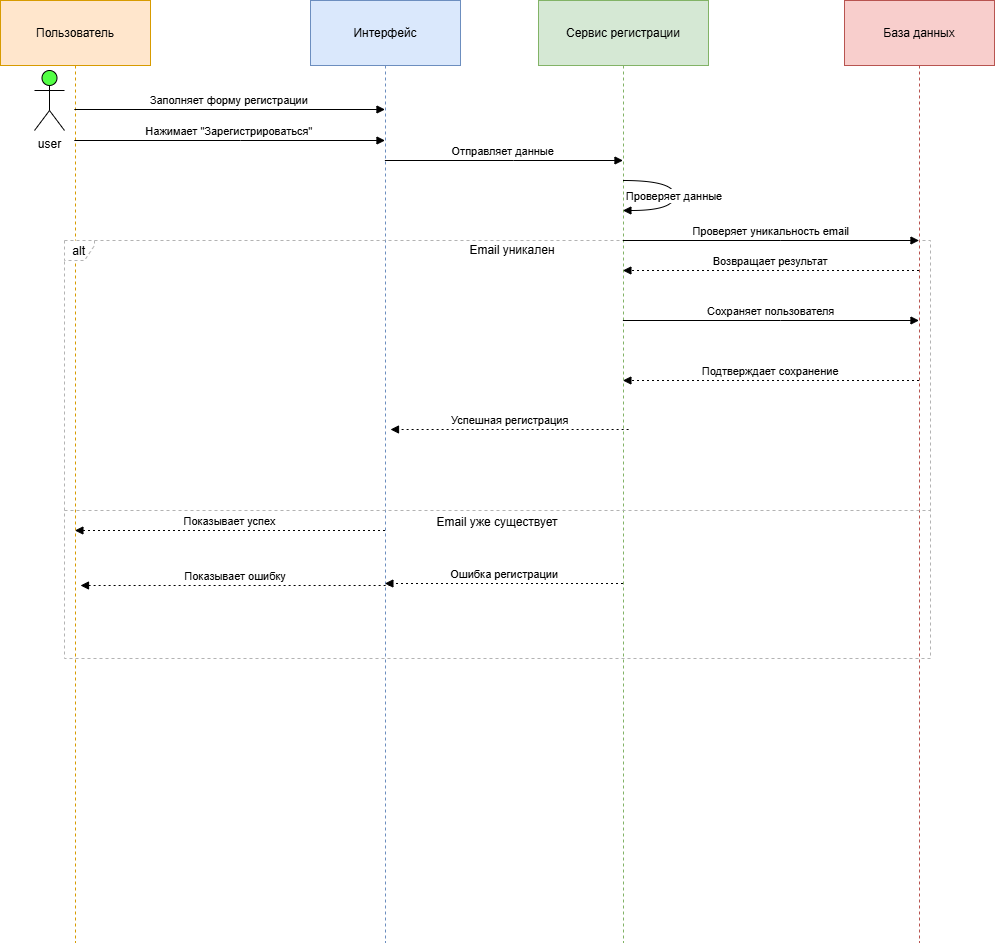 Пользователь
Интерфейс
Сервис регистрации
База данных
user
Заполняет форму регистрации
Нажимает "Зарегистрироваться"
Отправляет данные
Проверяет данные
alt
Email уникален
Проверяет уникальность email
Возвращает результат
Сохраняет пользователя
Подтверждает сохранение
Успешная регистрация
Показывает успех
Email уже существует
Показывает ошибку
Ошибка регистрации